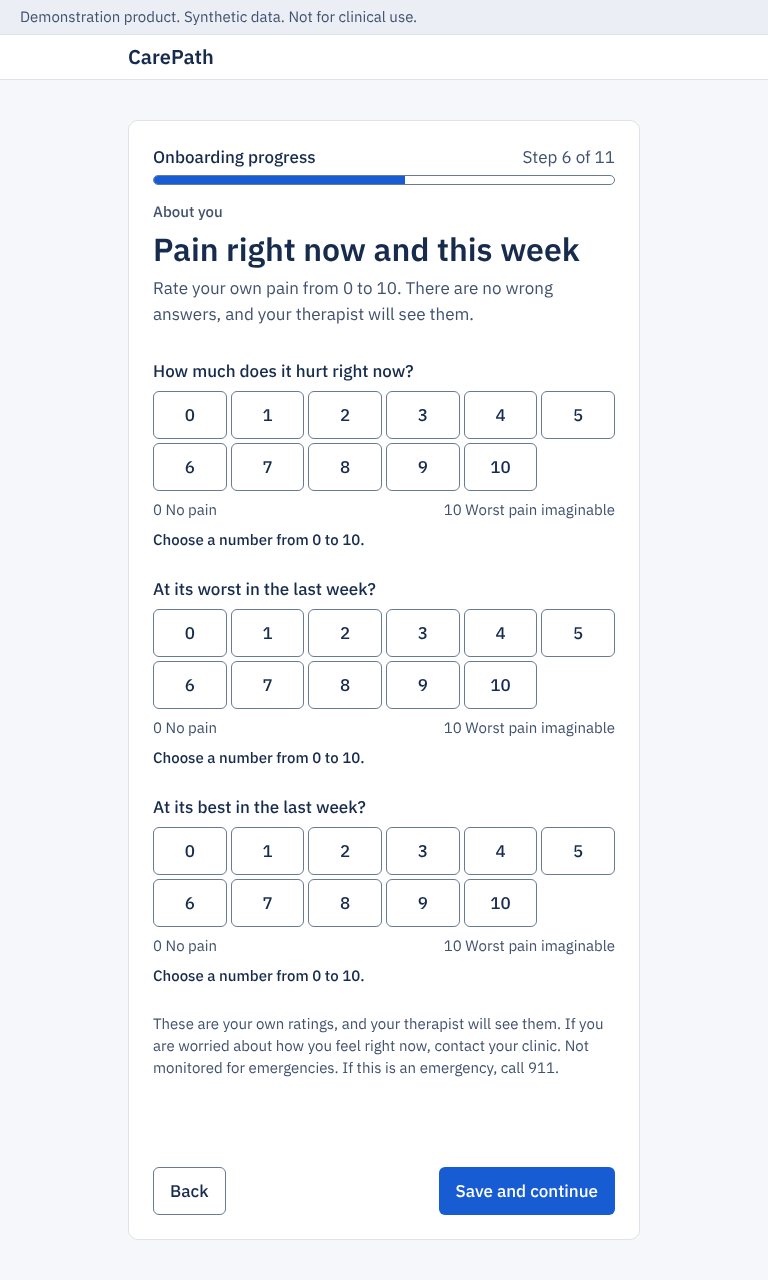 Demonstration product. Synthetic data. Not for clinical use.
CarePath
Onboarding progress Step 6 of 11
About you
Pain right now and this week
Rate your own pain from 0 to 10. There are no wrong
answers, and your therapist will see them.
How much does it hurt right now?
0 1 2 3 4 5
6 7 8 9 10
0 No pain 10 Worst pain imaginable
Choose a number from 0 to 10.
At its worst in the last week?
0 1 2 3 4 5
6 7 8 9 10
0 No pain 10 Worst pain imaginable
Choose a number from 0 to 10.
At its best in the last week?
0 1 2 3 4 5
6 7 8 9 10
0 No pain 10 Worst pain imaginable
Choose a number from 0 to 10.
These are your own ratings, and your therapist will see them. If you
are worried about how you feel right now, contact your clinic. Not
monitored for emergencies. If this is an emergency, call 911.
Back Save and continue